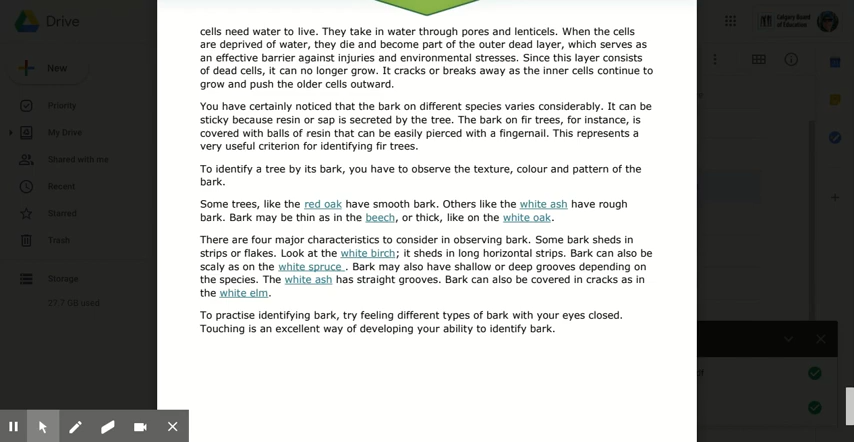 Drive
Calgary Board
of Education
New
Priority
My Drive
Shared with me
Recent
Starred
Trash
Storage
27.7 GB used
cells need water to live. They take in water through pores and lenticels. When the cells
are deprived of water, they die and become part of the outer dead layer, which serves as
an effective barrier against injuries and environmental stresses. Since this layer consists
of dead cells, it can no longer grow. It cracks or breaks away as the inner cells continue to
grow and push the older cells outward.
You have certainly noticed that the bark on different species varies considerably. It can be
sticky because resin or sap is secreted by the tree. The bark on fir trees, for instance, is
covered with balls of resin that can be easily pierced with a fingernail. This represents a
very useful criterion for identifying fir trees.
To identify a tree by its bark, you have to observe the texture, colour and pattern of the
bark.
Some trees, like the red oak have smooth bark. Others like the white ash have rough
bark. Bark may be thin as in the beech, or thick, like on the white oak.
There are four major characteristics to consider in observing bark. Some bark sheds in
strips or flakes. Look at the white birch; it sheds in long horizontal strips. Bark can also be
scaly as on the white spruce . Bark may also have shallow or deep grooves depending on
the species. The white ash has straight grooves. Bark can also be covered in cracks as in
the white elm.
To practise identifying bark, try feeling different types of bark with your eyes closed.
Touching is an excellent way of developing your ability to identify bark.